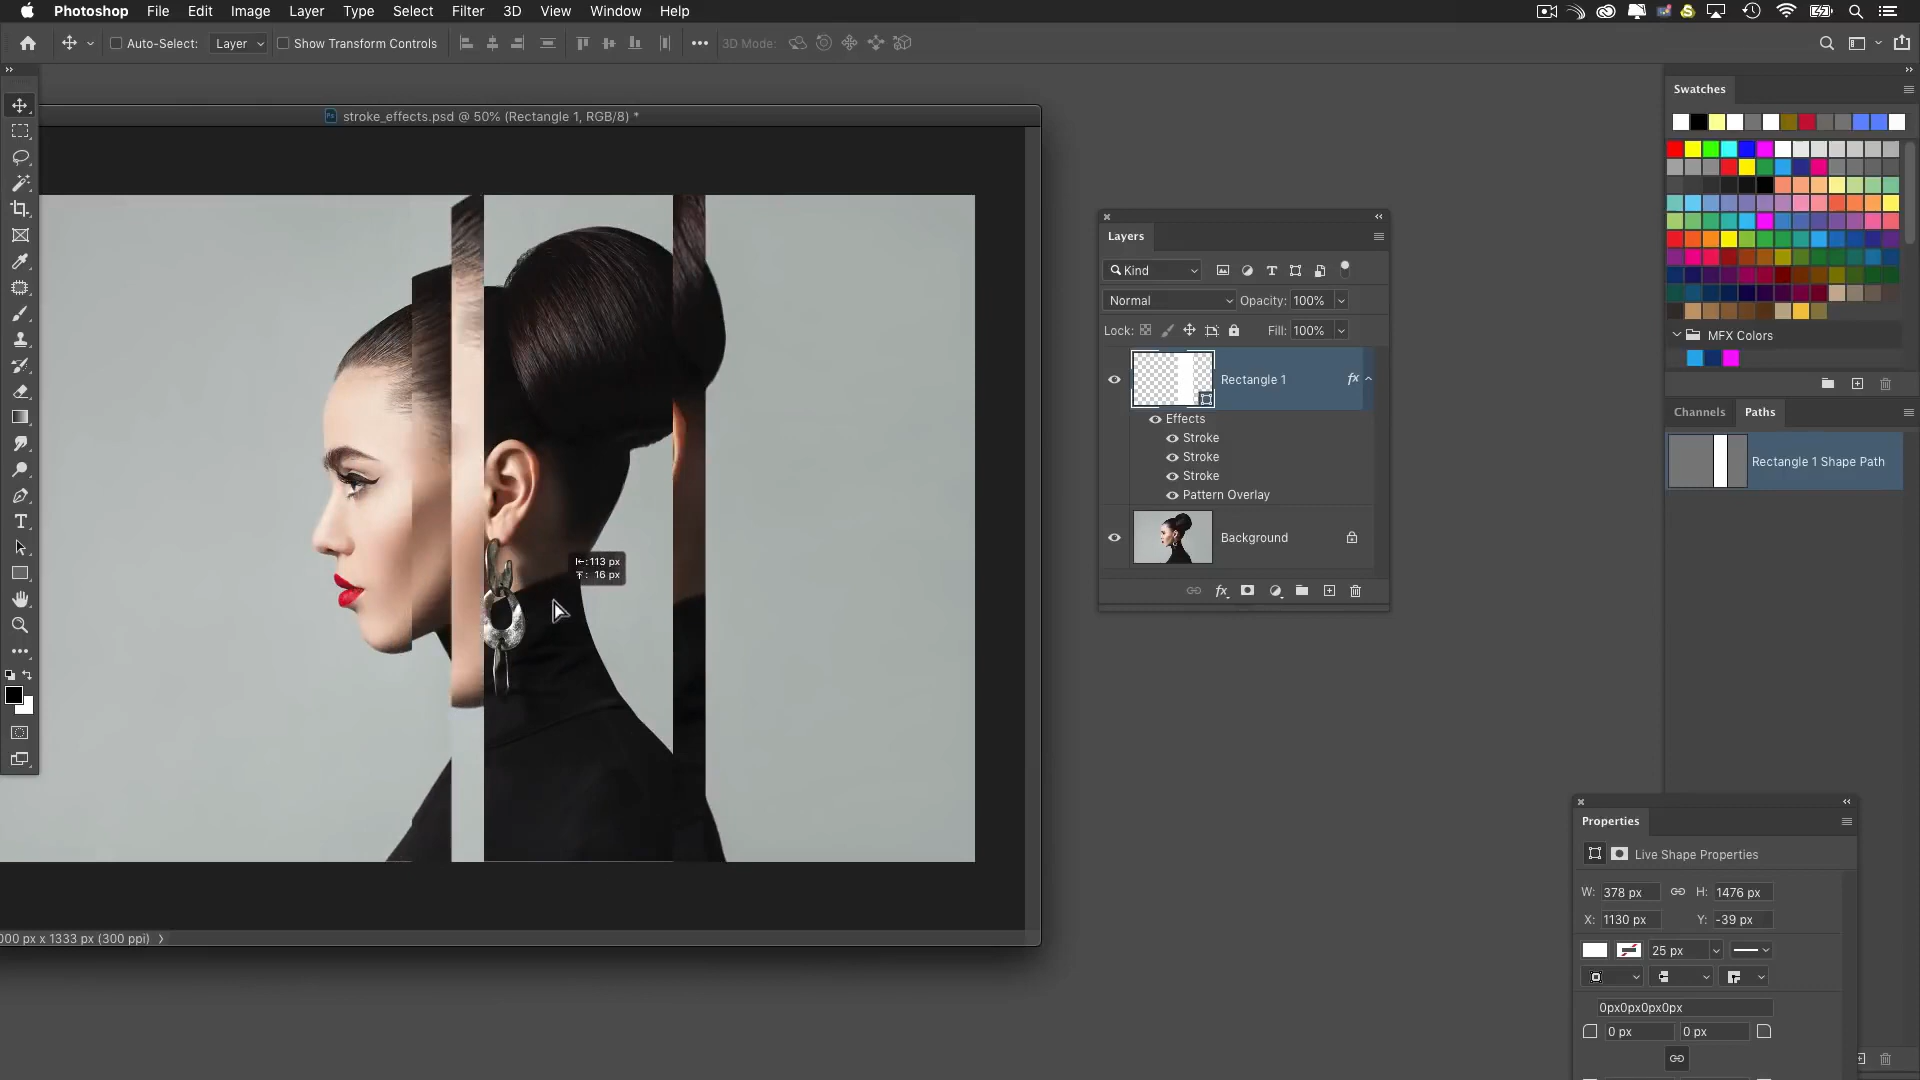 Photoshop File Edit Image Layer Type Select Filter 3D View Window Help
Auto-Select: Layer Show Transform Controls 3D Mode:
stroke_effects.psd @ 50% (Rectangle 1, RGB/8) *
113 px
16 px
000 px x 1333 px (300 ppi)
Layers
Kind
Normal Opacity: 100%
Lock: Fill: 100%
Rectangle 1 fx
Effects
Stroke
Stroke
Stroke
Pattern Overlay
Background
fx
Swatches
MFX Colors
Channels Paths
Rectangle 1 Shape Path
Properties
Live Shape Properties
W: 378 px H: 1476 px
X: 1130 px Y: -39 px
25 px
0px0px0px0px
0 px 0 px